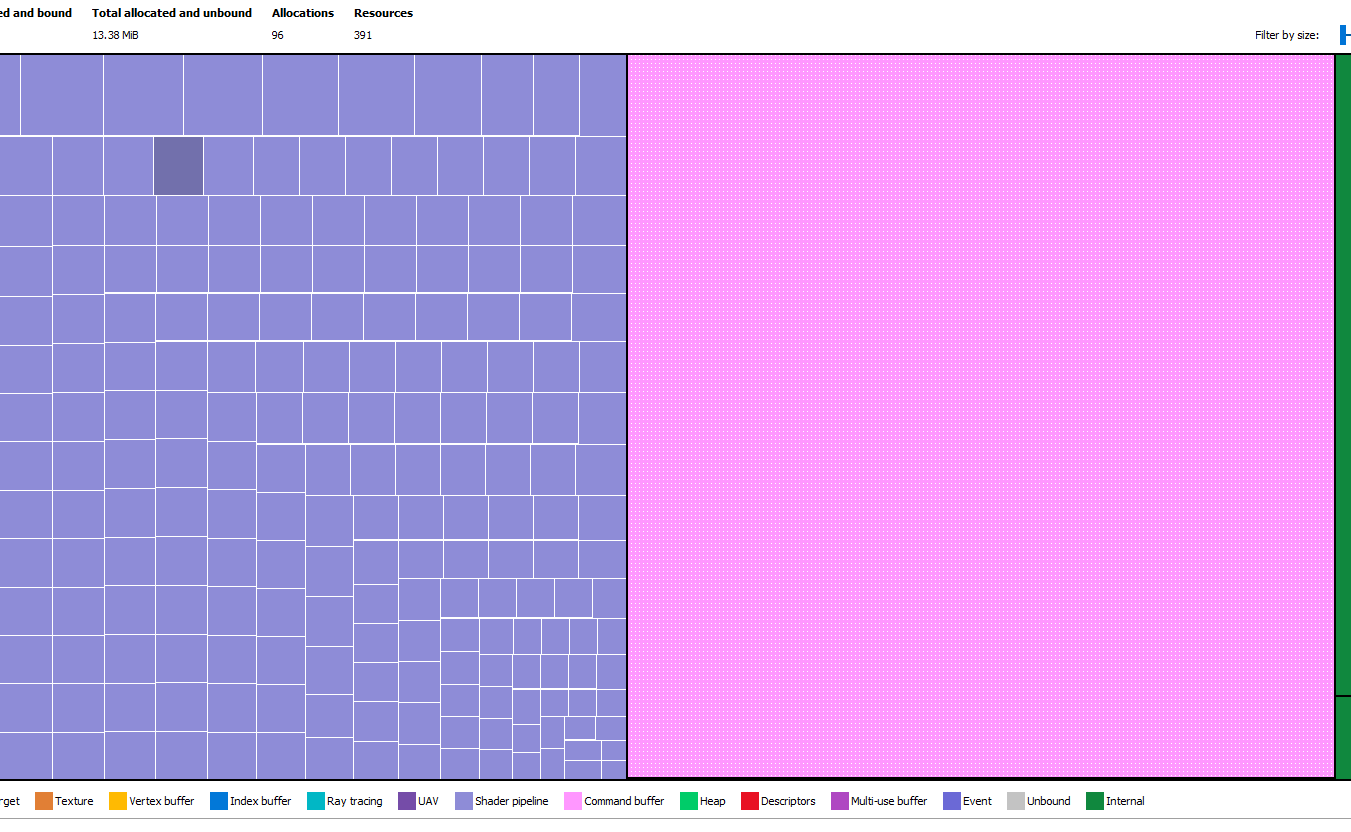 ed and bound Total allocated and unbound Allocations Resources
13.38 MiB 96 391
Filter by size:
rget Texture Vertex buffer Index buffer Ray tracing UAV Shader pipeline Command buffer Heap Descriptors Multi-use buffer Event Unbound Internal